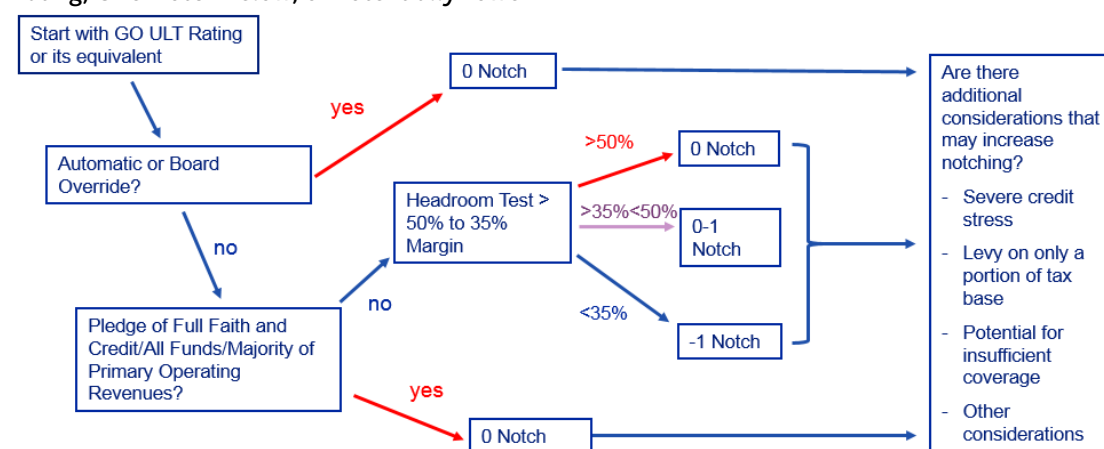 Start with GO ULT Rating
or its equivalent
0 Notch
yes
Automatic or Board
Override?
no
Pledge of Full Faith and
Credit/All Funds/Majority of
Primary Operating
Revenues?
no
yes
0 Notch
Headroom Test >
50% to 35%
Margin
>50%
0 Notch
>35%<50%
0-1
Notch
<35%
-1 Notch
Are there
additional
considerations that
may increase
notching?
- Severe credit
stress
- Levy on only a
portion of tax
base
- Potential for
insufficient
coverage
- Other
considerations